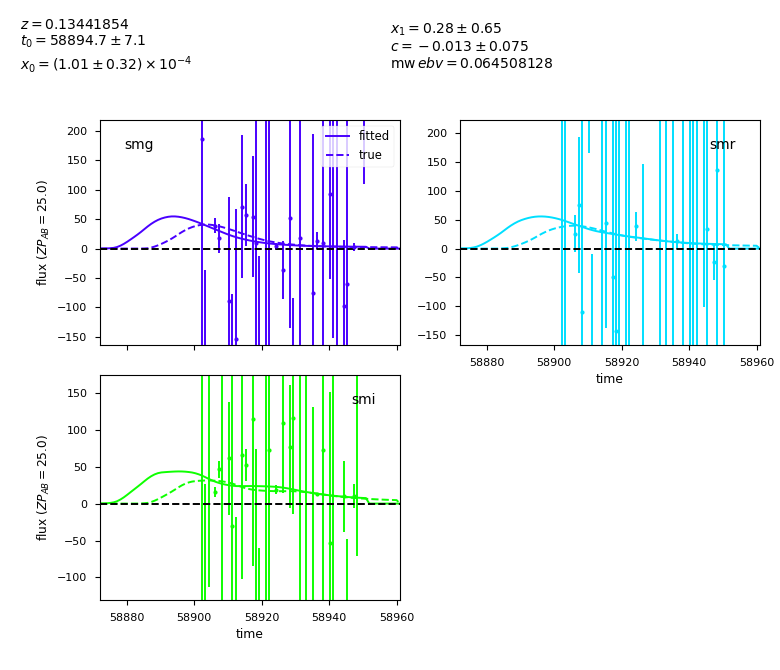 z = 0.13441854
t₀ = 58894.7 ± 7.1
x₀ = (1.01 ± 0.32) × 10⁻⁴
x₁ = 0.28 ± 0.65
c = −0.013 ± 0.075
mw ebv = 0.064508128
smg
fitted
true
200
150
100
50
0
−50
−100
−150
flux (ZP_AB = 25.0)
smr
200
150
100
50
0
−50
−100
−150
58880 58900 58920 58940 58960
time
smi
150
100
50
0
−50
−100
flux (ZP_AB = 25.0)
58880 58900 58920 58940 58960
time